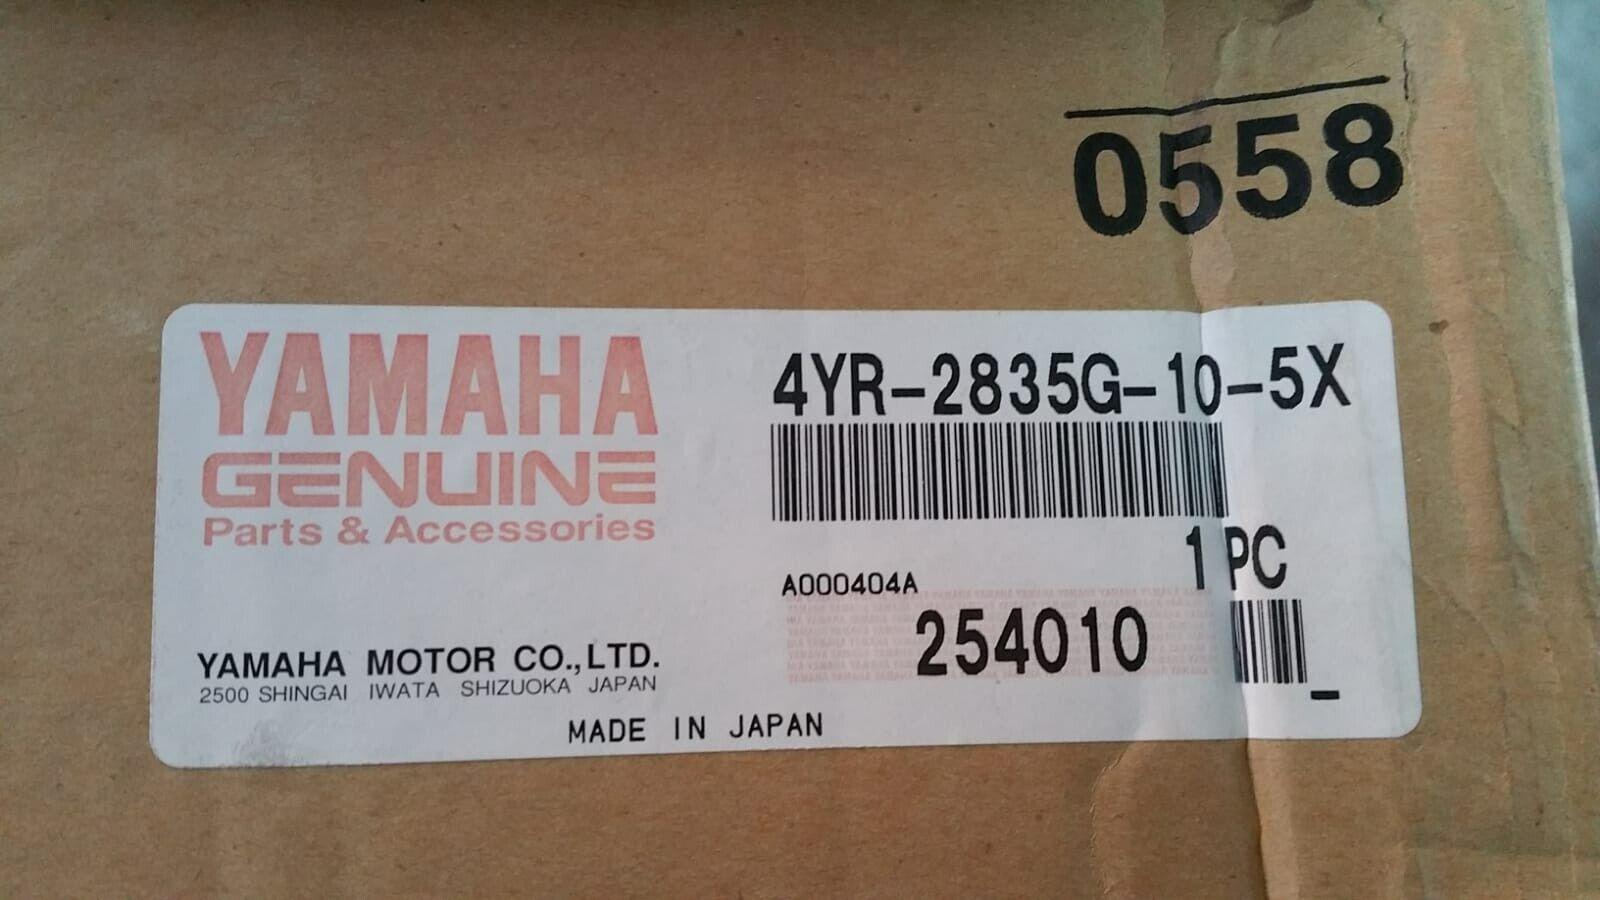 0558
YAMAHA
GENUINE
Parts & Accessories
YAMAHA MOTOR CO.,LTD.
2500 SHINGAI IWATA SHIZUOKA JAPAN
MADE IN JAPAN
4YR-2835G-10-5X
1 PC
A000404A
254010